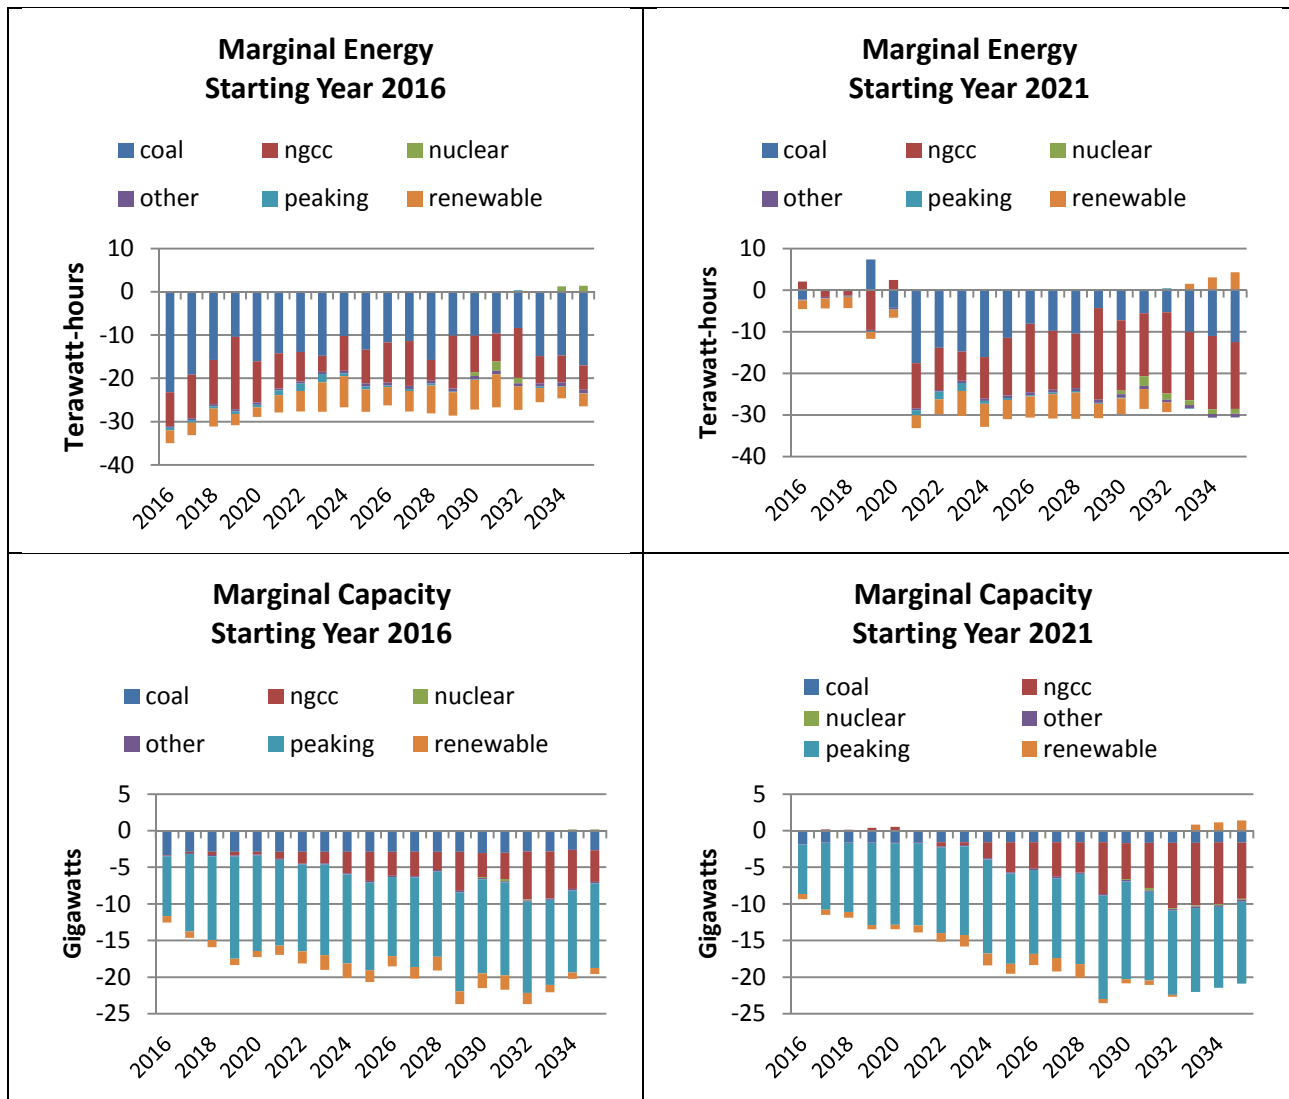 Marginal Energy
Starting Year 2016
coal ngcc nuclear
other peaking renewable
Terawatt-hours
10
0
-10
-20
-30
-40
2016 2018 2020 2022 2024 2026 2028 2030 2032 2034
Marginal Energy
Starting Year 2021
coal ngcc nuclear
other peaking renewable
Terawatt-hours
10
0
-10
-20
-30
-40
2016 2018 2020 2022 2024 2026 2028 2030 2032 2034
Marginal Capacity
Starting Year 2016
coal ngcc nuclear
other peaking renewable
Gigawatts
5
0
-5
-10
-15
-20
-25
2016 2018 2020 2022 2024 2026 2028 2030 2032 2034
Marginal Capacity
Starting Year 2021
coal ngcc
nuclear other
peaking renewable
Gigawatts
5
0
-5
-10
-15
-20
-25
2016 2018 2020 2022 2024 2026 2028 2030 2032 2034